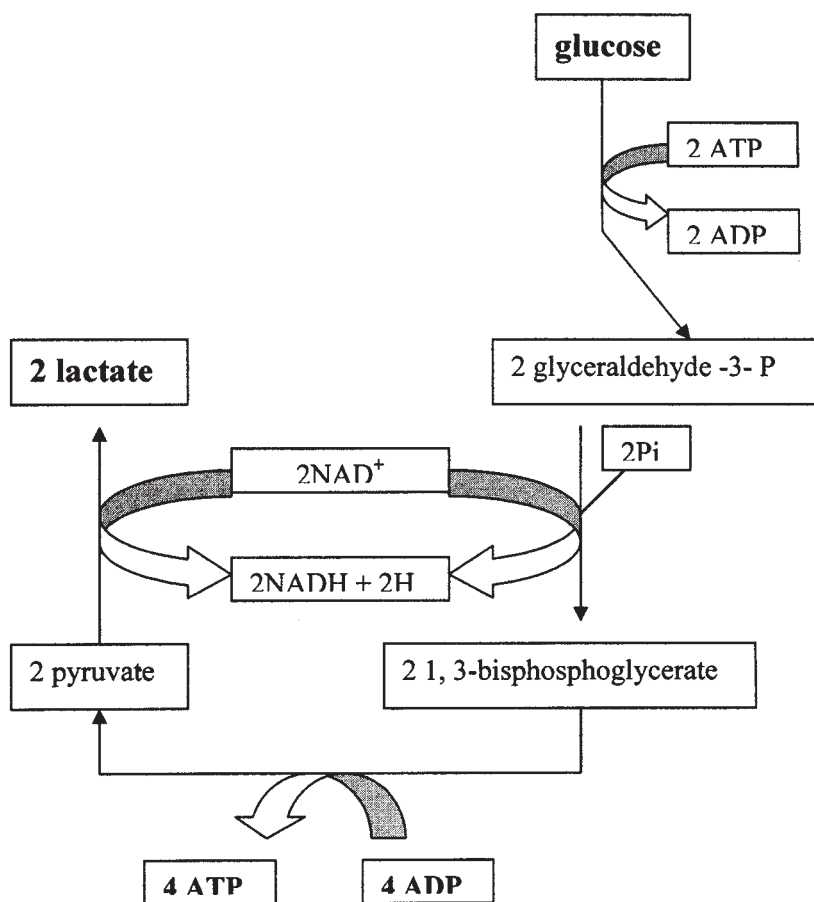 glucose
2 ATP
2 ADP
2 lactate
2 glyceraldehyde -3- P
2Pi
2NAD+
2NADH + 2H
2 pyruvate
2 1, 3-bisphosphoglycerate
4 ATP
4 ADP